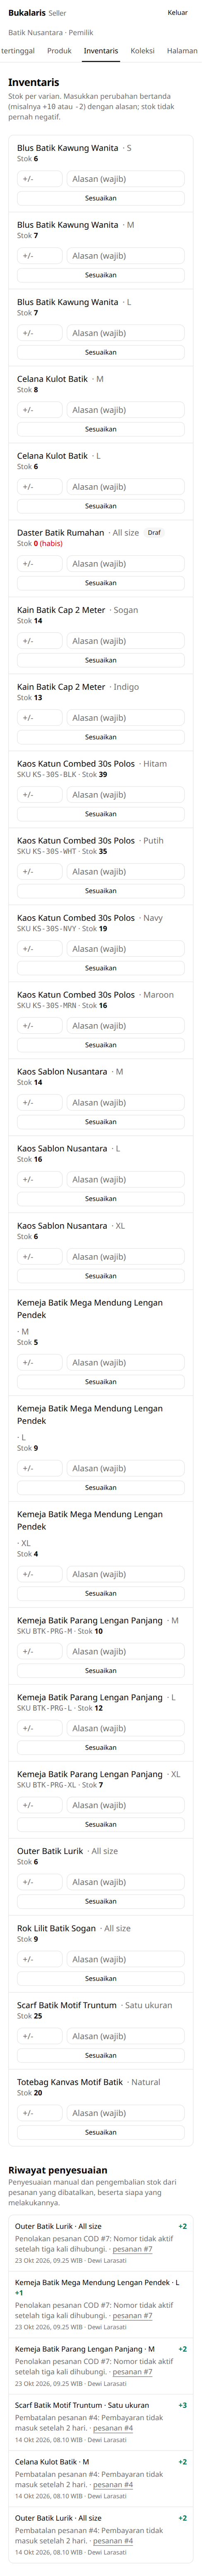 Bukalaris Seller
Keluar
Batik Nusantara · Pemilik
tertinggal Produk Inventaris Koleksi Halaman
Inventaris
Stok per varian. Masukkan perubahan bertanda
(misalnya +10 atau -2) dengan alasan; stok tidak
pernah negatif.
Blus Batik Kawung Wanita · S
Stok 6
+/- Alasan (wajib)
Sesuaikan
Blus Batik Kawung Wanita · M
Stok 7
+/- Alasan (wajib)
Sesuaikan
Blus Batik Kawung Wanita · L
Stok 7
+/- Alasan (wajib)
Sesuaikan
Celana Kulot Batik · M
Stok 8
+/- Alasan (wajib)
Sesuaikan
Celana Kulot Batik · L
Stok 6
+/- Alasan (wajib)
Sesuaikan
Daster Batik Rumahan · All size Draf
Stok 0 (habis)
+/- Alasan (wajib)
Sesuaikan
Kain Batik Cap 2 Meter · Sogan
Stok 14
+/- Alasan (wajib)
Sesuaikan
Kain Batik Cap 2 Meter · Indigo
Stok 13
+/- Alasan (wajib)
Sesuaikan
Kaos Katun Combed 30s Polos · Hitam
SKU KS-30S-BLK · Stok 39
+/- Alasan (wajib)
Sesuaikan
Kaos Katun Combed 30s Polos · Putih
SKU KS-30S-WHT · Stok 35
+/- Alasan (wajib)
Sesuaikan
Kaos Katun Combed 30s Polos · Navy
SKU KS-30S-NVY · Stok 19
+/- Alasan (wajib)
Sesuaikan
Kaos Katun Combed 30s Polos · Maroon
SKU KS-30S-MRN · Stok 16
+/- Alasan (wajib)
Sesuaikan
Kaos Sablon Nusantara · M
Stok 14
+/- Alasan (wajib)
Sesuaikan
Kaos Sablon Nusantara · L
Stok 16
+/- Alasan (wajib)
Sesuaikan
Kaos Sablon Nusantara · XL
Stok 6
+/- Alasan (wajib)
Sesuaikan
Kemeja Batik Mega Mendung Lengan
Pendek
· M
Stok 5
+/- Alasan (wajib)
Sesuaikan
Kemeja Batik Mega Mendung Lengan
Pendek
· L
Stok 9
+/- Alasan (wajib)
Sesuaikan
Kemeja Batik Mega Mendung Lengan
Pendek
· XL
Stok 4
+/- Alasan (wajib)
Sesuaikan
Kemeja Batik Parang Lengan Panjang · M
SKU BTK-PRG-M · Stok 10
+/- Alasan (wajib)
Sesuaikan
Kemeja Batik Parang Lengan Panjang · L
SKU BTK-PRG-L · Stok 12
+/- Alasan (wajib)
Sesuaikan
Kemeja Batik Parang Lengan Panjang · XL
SKU BTK-PRG-XL · Stok 7
+/- Alasan (wajib)
Sesuaikan
Outer Batik Lurik · All size
Stok 6
+/- Alasan (wajib)
Sesuaikan
Rok Lilit Batik Sogan · All size
Stok 9
+/- Alasan (wajib)
Sesuaikan
Scarf Batik Motif Truntum · Satu ukuran
Stok 25
+/- Alasan (wajib)
Sesuaikan
Totebag Kanvas Motif Batik · Natural
Stok 20
+/- Alasan (wajib)
Sesuaikan
Riwayat penyesuaian
Penyesuaian manual dan pengembalian stok dari
pesanan yang dibatalkan, beserta siapa yang
melakukannya.
Outer Batik Lurik · All size +2
Penolakan pesanan COD #7: Nomor tidak aktif
setelah tiga kali dihubungi. · pesanan #7
23 Okt 2026, 09.25 WIB · Dewi Larasati
Kemeja Batik Mega Mendung Lengan Pendek · L
+1
Penolakan pesanan COD #7: Nomor tidak aktif
setelah tiga kali dihubungi. · pesanan #7
23 Okt 2026, 09.25 WIB · Dewi Larasati
Kemeja Batik Parang Lengan Panjang · M +2
Penolakan pesanan COD #7: Nomor tidak aktif
setelah tiga kali dihubungi. · pesanan #7
23 Okt 2026, 09.25 WIB · Dewi Larasati
Scarf Batik Motif Truntum · Satu ukuran +3
Pembatalan pesanan #4: Pembayaran tidak
masuk setelah 2 hari. · pesanan #4
14 Okt 2026, 08.10 WIB · Dewi Larasati
Celana Kulot Batik · M +2
Pembatalan pesanan #4: Pembayaran tidak
masuk setelah 2 hari. · pesanan #4
14 Okt 2026, 08.10 WIB · Dewi Larasati
Outer Batik Lurik · All size +2
Pembatalan pesanan #4: Pembayaran tidak
masuk setelah 2 hari. · pesanan #4
14 Okt 2026, 08.10 WIB · Dewi Larasati